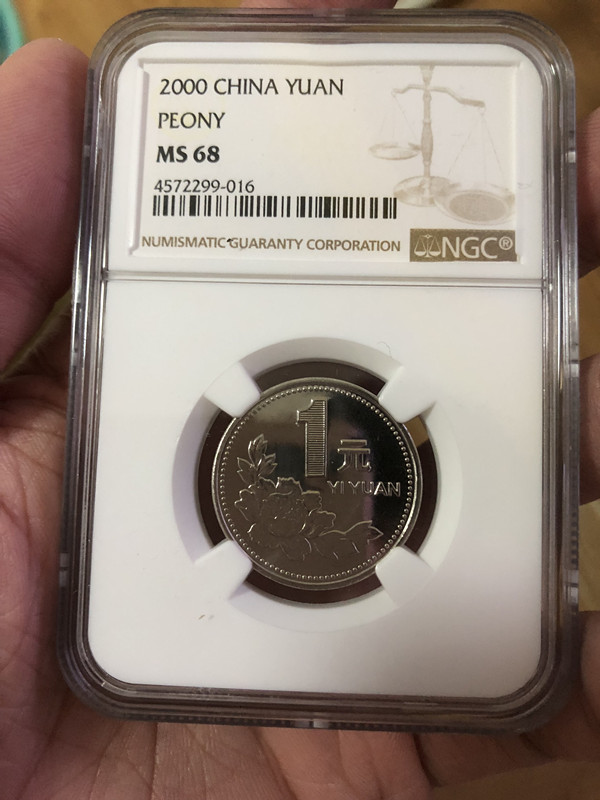 2000 CHINA YUAN
PEONY
MS 68
4572299-016
NUMISMATIC GUARANTY CORPORATION
NGC®
1
元
YI YUAN